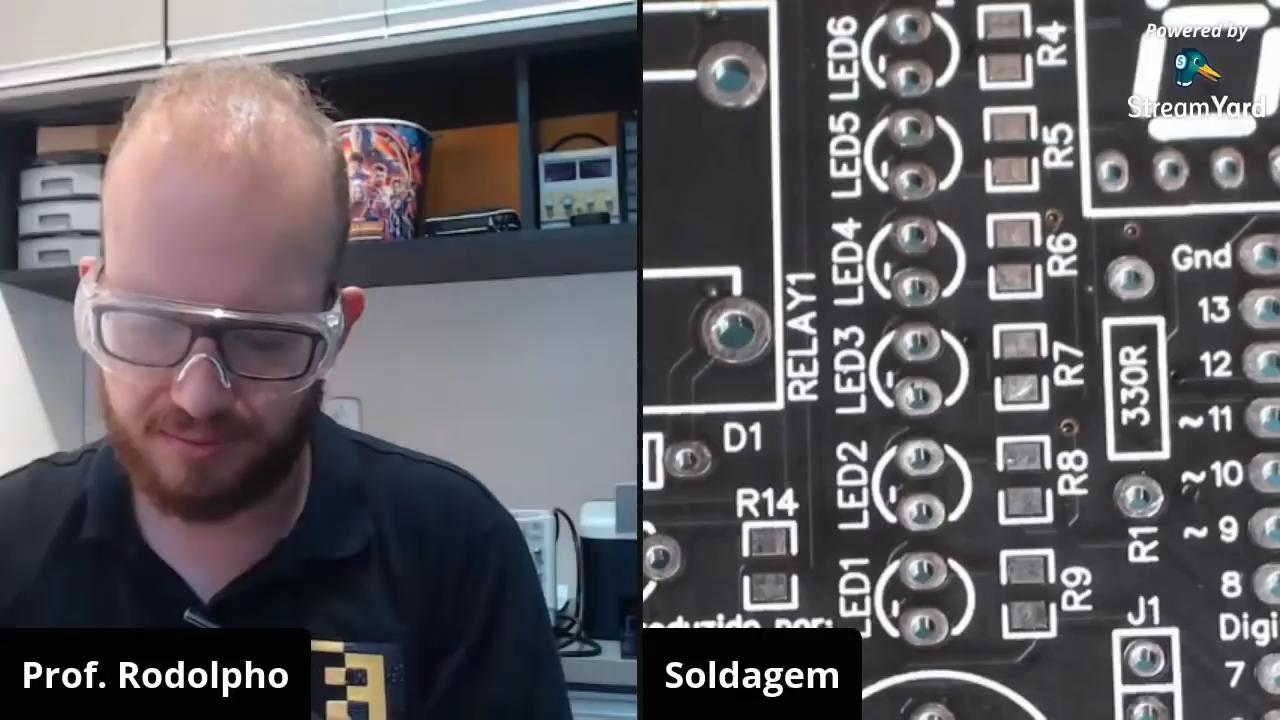 Prof. Rodolpho
Soldagem
Powered by
StreamYard
LED6
R4
LED5
R5
LED4
R6
LED3
R7
LED2
R8
LED1
R9
RELAY1
D1
R14
330R
R1
J1
Gnd
13
12
~11
~10
~ 9
8
Digi
7